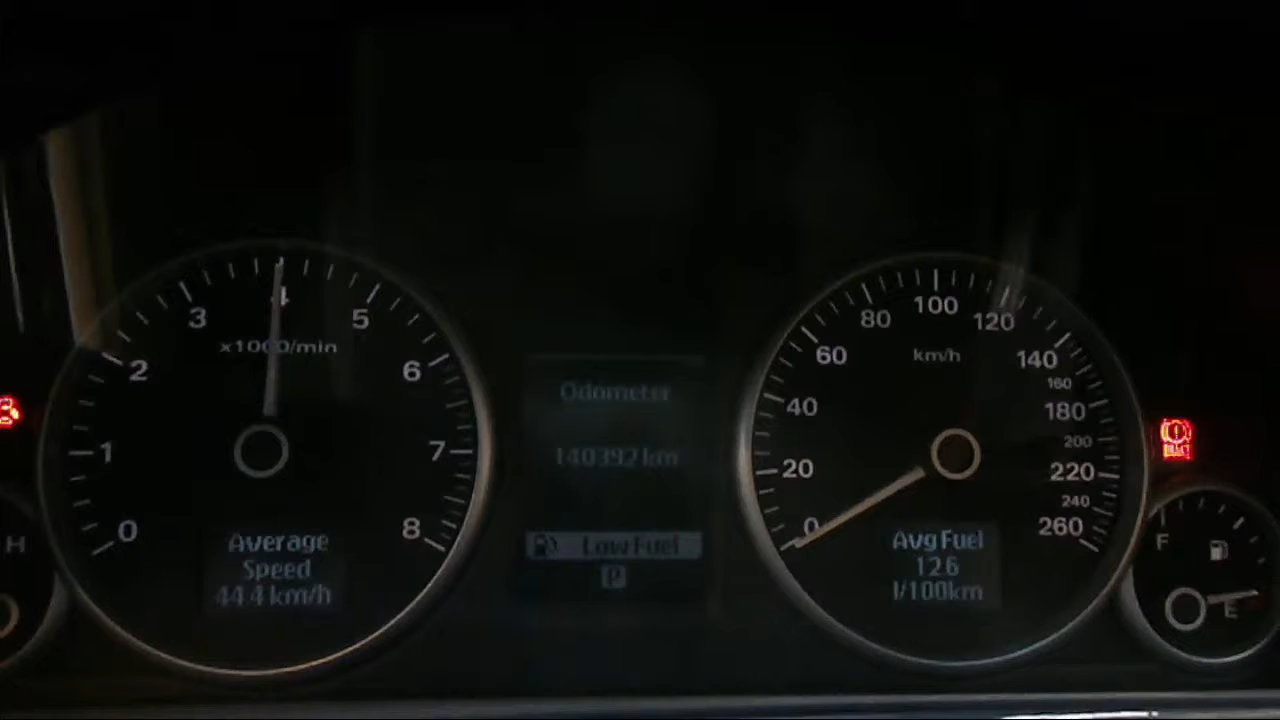 0
1
2
3
4
5
6
7
8
x1000/min
Average
Speed
44.4 km/h
H
Odometer
140392 km
Low Fuel
P
0
20
40
60
80
100
120
140
160
180
200
220
240
260
km/h
Avg Fuel
12.6
l/100km
F
E